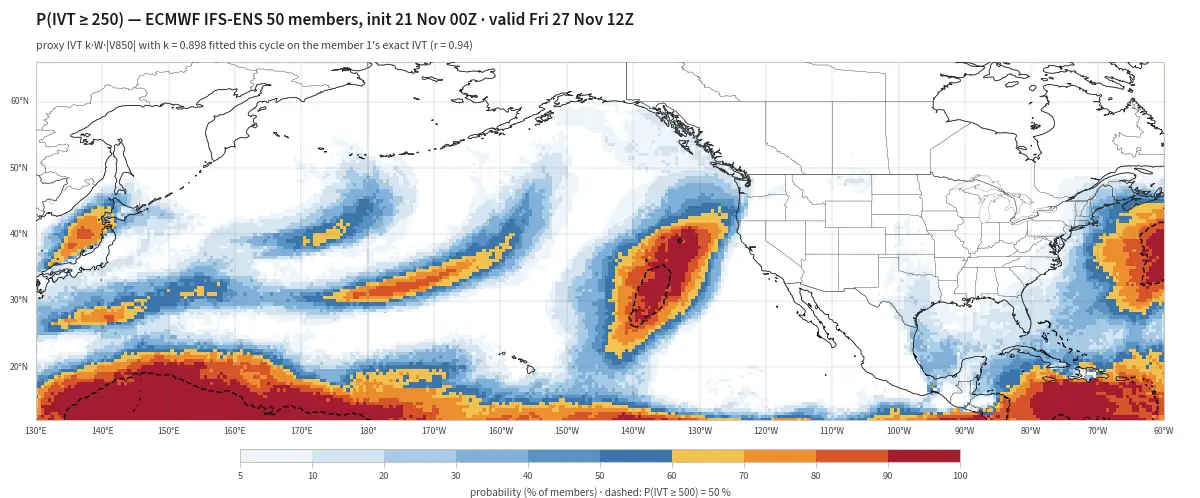 P(IVT ≥ 250) — ECMWF IFS-ENS 50 members, init 21 Nov 00Z · valid Fri 27 Nov 12Z
proxy IVT k·W·|V850| with k = 0.898 fitted this cycle on the member 1's exact IVT (r = 0.94)
60°N
50°N
40°N
30°N
20°N
130°E 140°E 150°E 160°E 170°E 180° 170°W 160°W 150°W 140°W 130°W 120°W 110°W 100°W 90°W 80°W 70°W 60°W
5 10 20 30 40 50 60 70 80 90 100
probability (% of members) · dashed: P(IVT ≥ 500) = 50 %